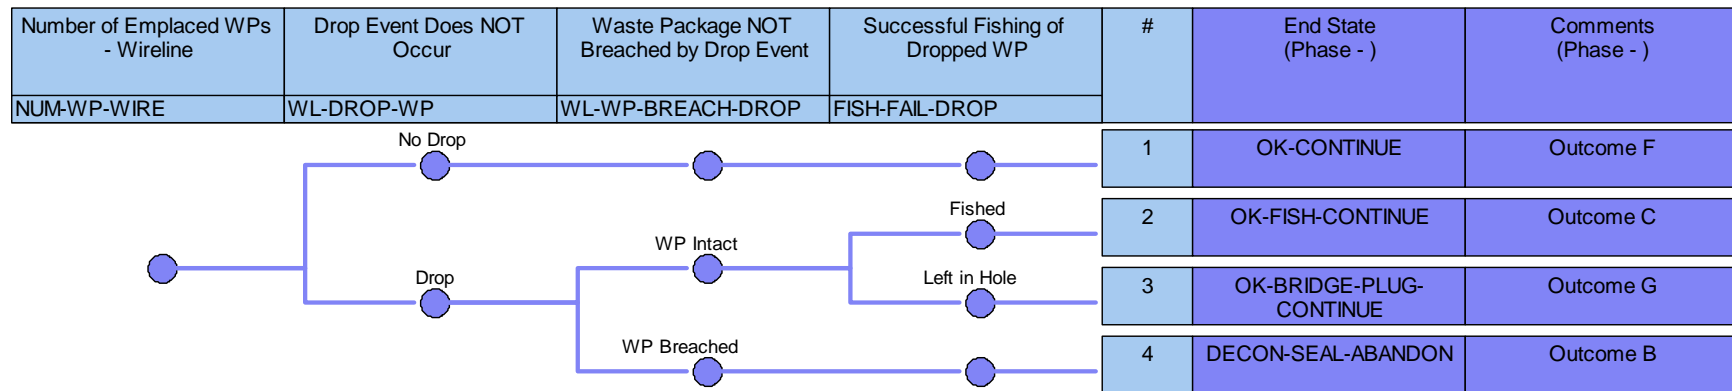 Number of Emplaced WPs
- Wireline
Drop Event Does NOT
Occur
Waste Package NOT
Breached by Drop Event
Successful Fishing of
Dropped WP
#
End State
(Phase - )
Comments
(Phase - )
NUM-WP-WIRE
WL-DROP-WP
WL-WP-BREACH-DROP
FISH-FAIL-DROP
No Drop
1
OK-CONTINUE
Outcome F
Fished
2
OK-FISH-CONTINUE
Outcome C
WP Intact
Drop
Left in Hole
3
OK-BRIDGE-PLUG-
CONTINUE
Outcome G
WP Breached
4
DECON-SEAL-ABANDON
Outcome B